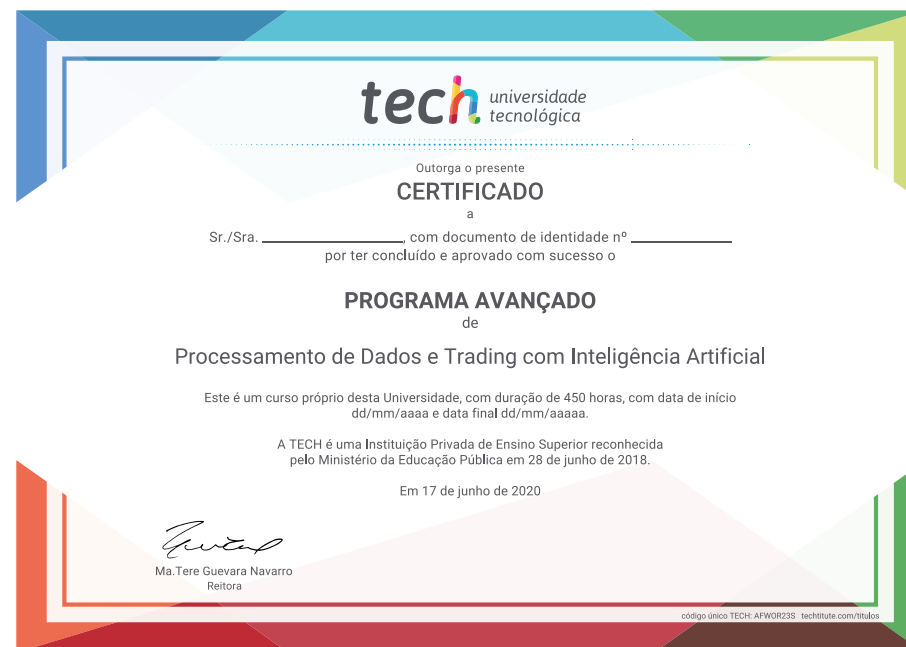 tech universidade
tecnológica
Outorga o presente
CERTIFICADO
a
Sr./Sra. ______________, com documento de identidade nº __________
por ter concluído e aprovado com sucesso o
PROGRAMA AVANÇADO
de
Processamento de Dados e Trading com Inteligência Artificial
Este é um curso próprio desta Universidade, com duração de 450 horas, com data de início
dd/mm/aaaa e data final dd/mm/aaaaa.
A TECH é uma Instituição Privada de Ensino Superior reconhecida
pelo Ministério da Educação Pública em 28 de junho de 2018.
Em 17 de junho de 2020
Ma.Tere Guevara Navarro
Reitora
código único TECH: AFWOR23S techtitute.com/titulos